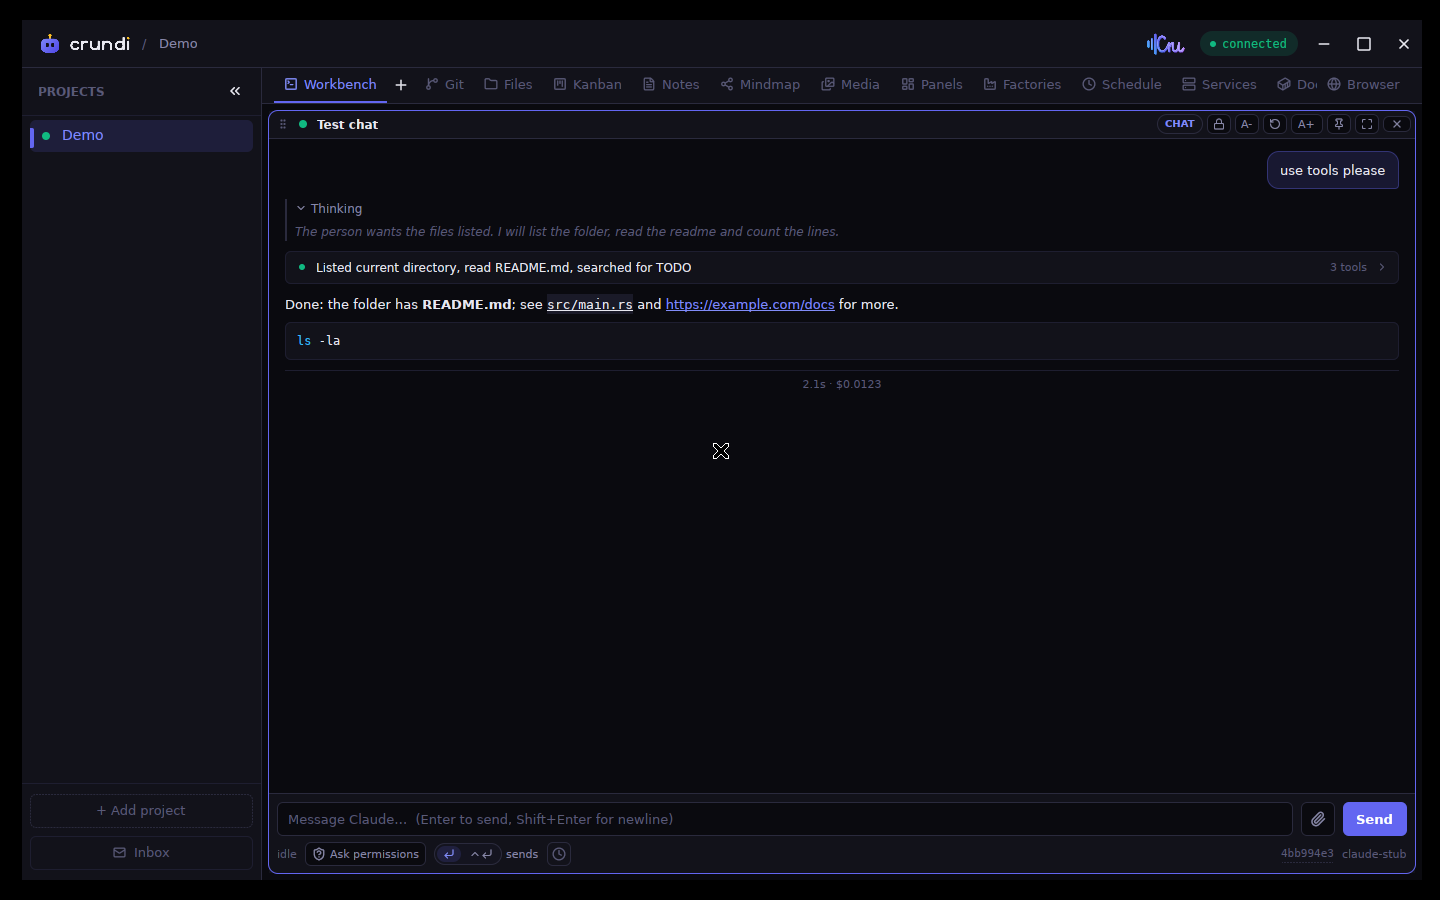 crundi / Demo
Cru
connected
PROJECTS
Workbench Git Files Kanban Notes Mindmap Media Panels Factories Schedule Services Do Browser
Demo
Test chat
CHAT A- A+
use tools please
Thinking
The person wants the files listed. I will list the folder, read the readme and count the lines.
Listed current directory, read README.md, searched for TODO
3 tools
Done: the folder has README.md; see src/main.rs and https://example.com/docs for more.
ls -la
2.1s · $0.0123
+ Add project
Inbox
Message Claude... (Enter to send, Shift+Enter for newline)
Send
idle Ask permissions sends
4bb994e3 claude-stub